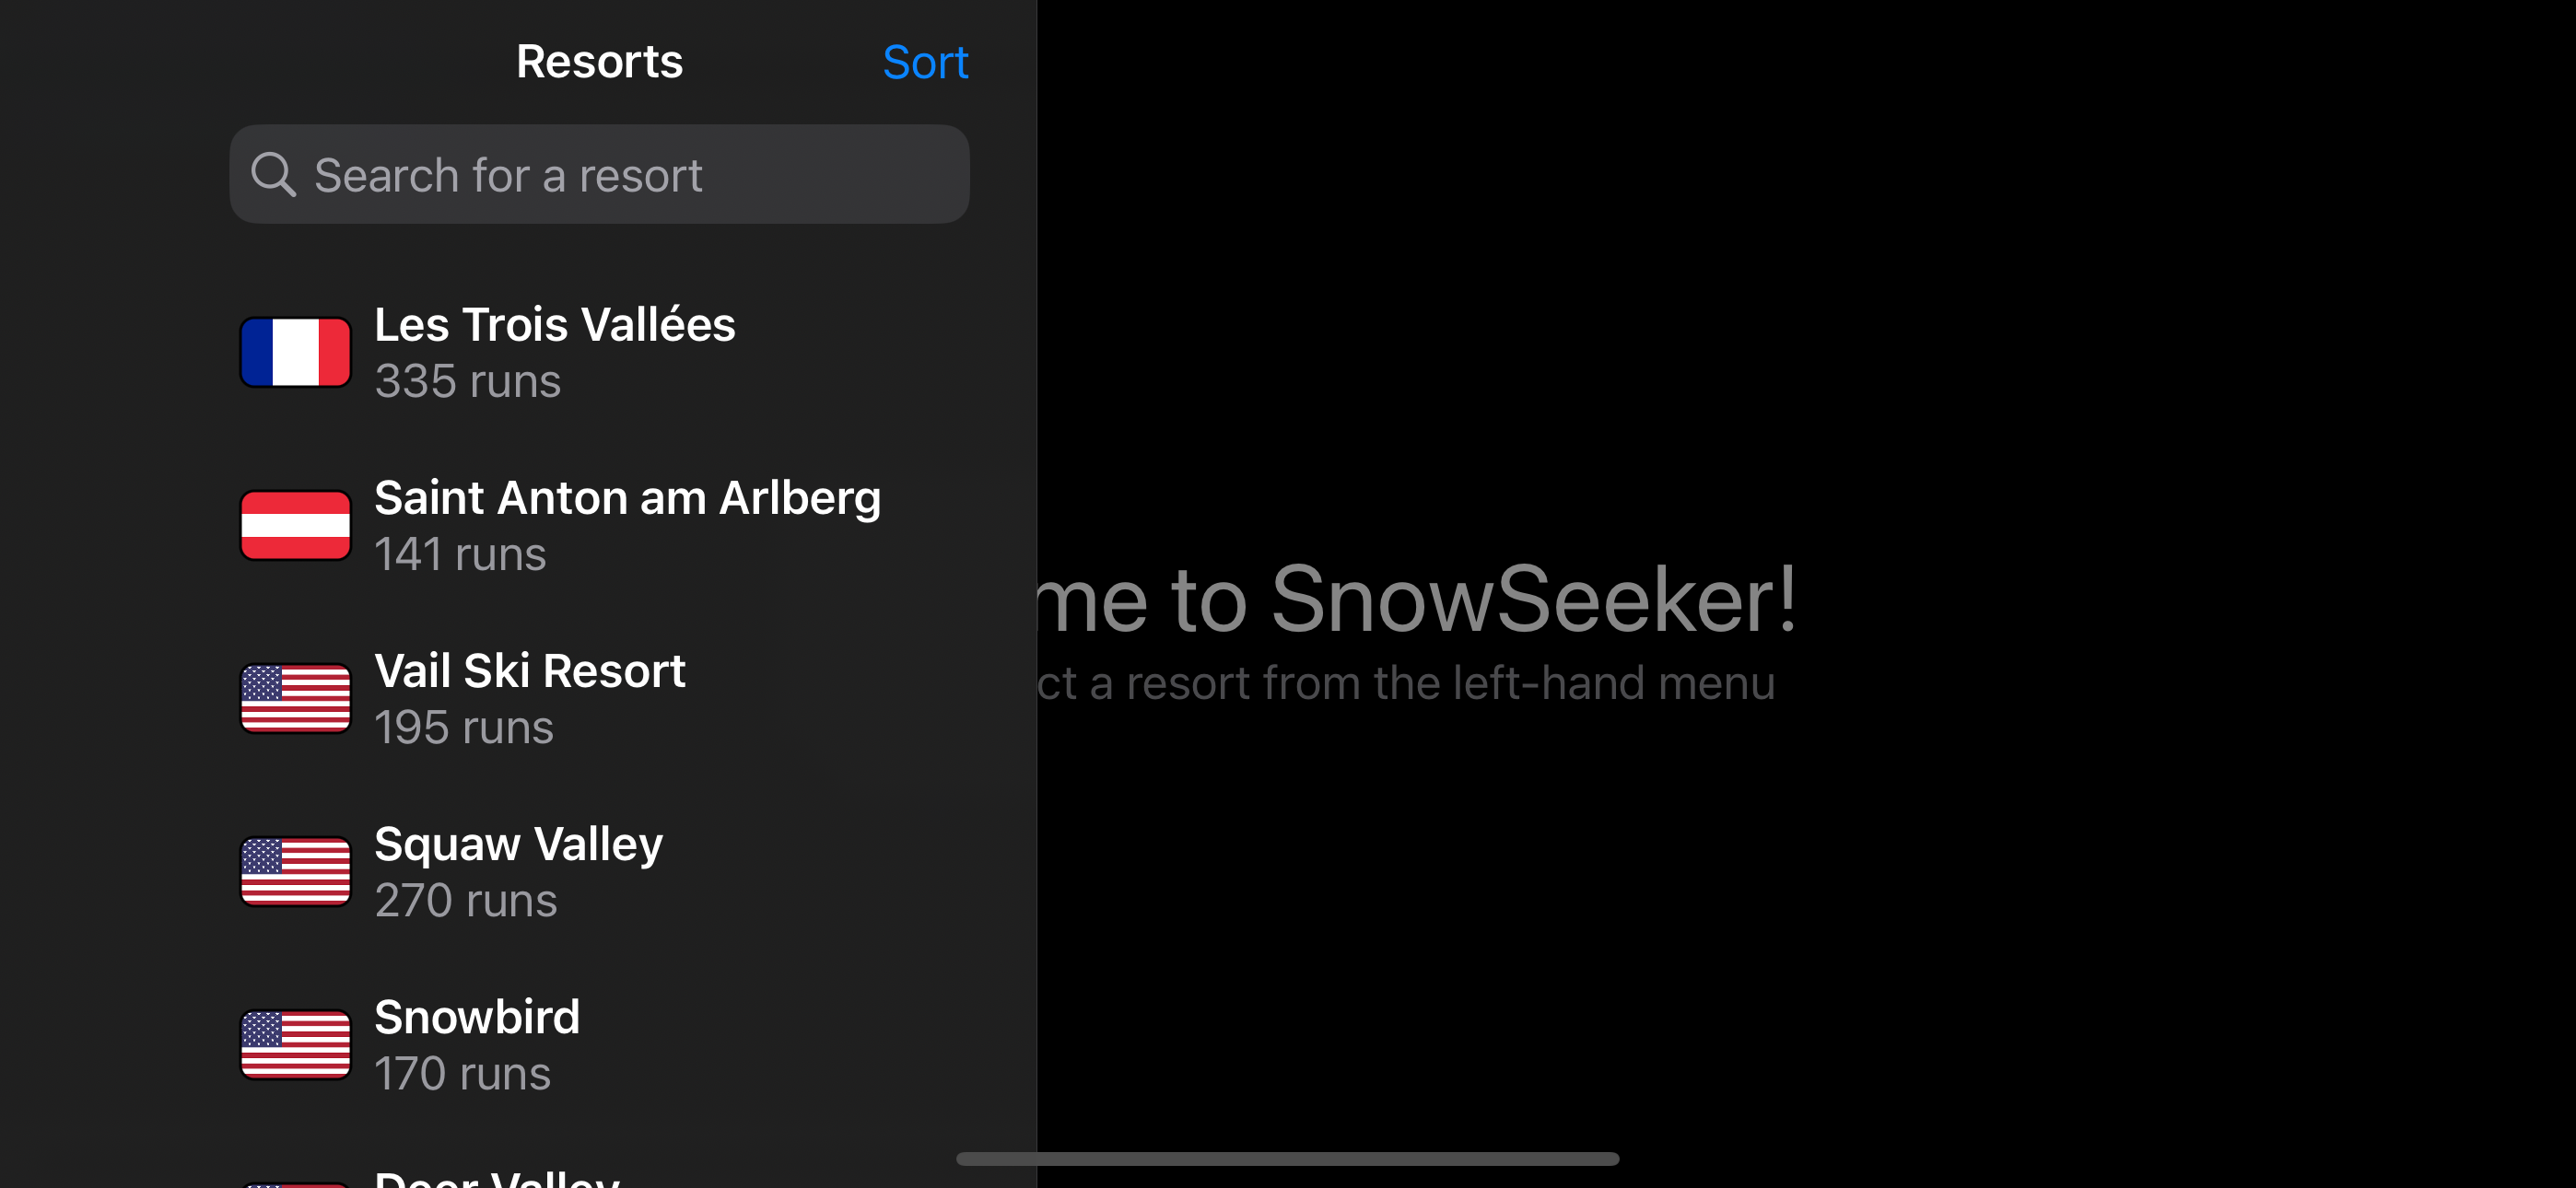 Resorts
Sort
Search for a resort
Les Trois Vallées
335 runs
Saint Anton am Arlberg
141 runs
Vail Ski Resort
195 runs
Squaw Valley
270 runs
Snowbird
170 runs
Deer Valley
me to SnowSeeker!
ct a resort from the left-hand menu